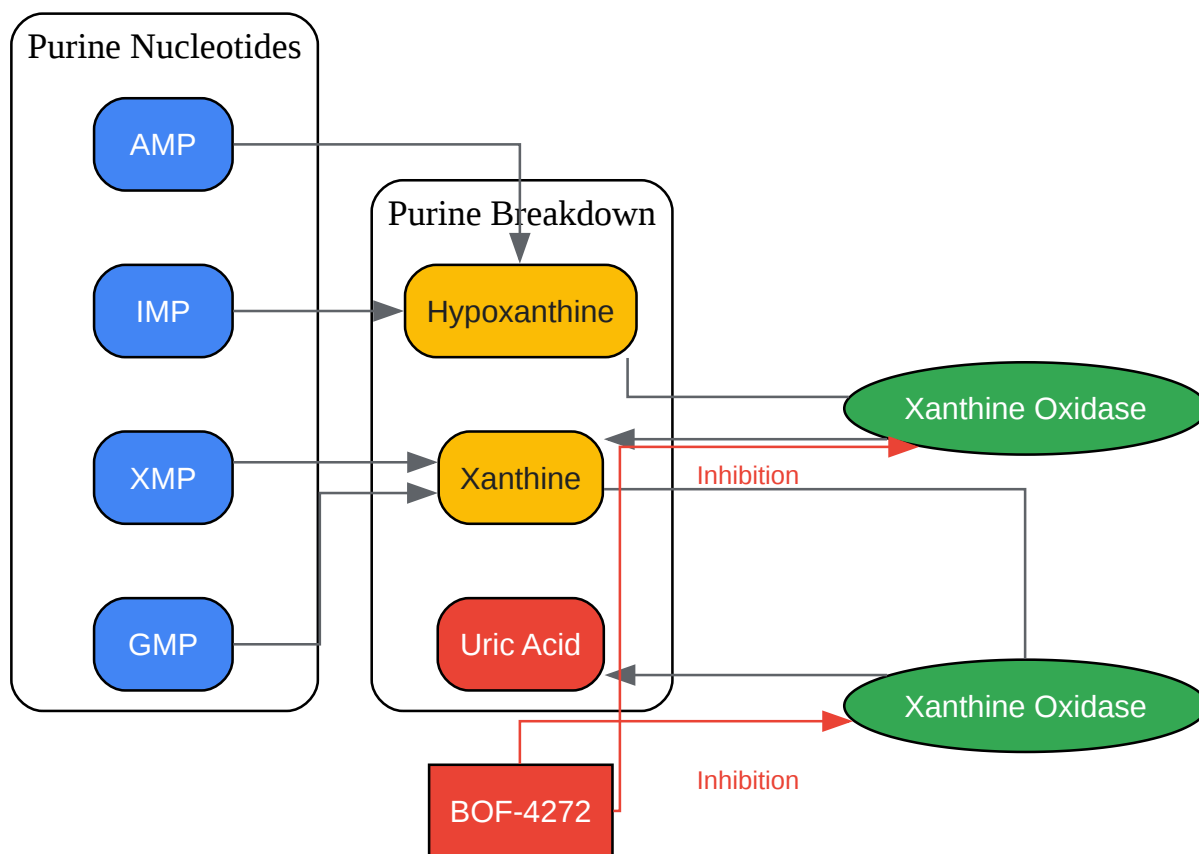 Purine Nucleotides
AMP
IMP
XMP
GMP
Purine Breakdown
Hypoxanthine
Xanthine
Uric Acid
Xanthine Oxidase
Inhibition
Xanthine Oxidase
Inhibition
BOF-4272